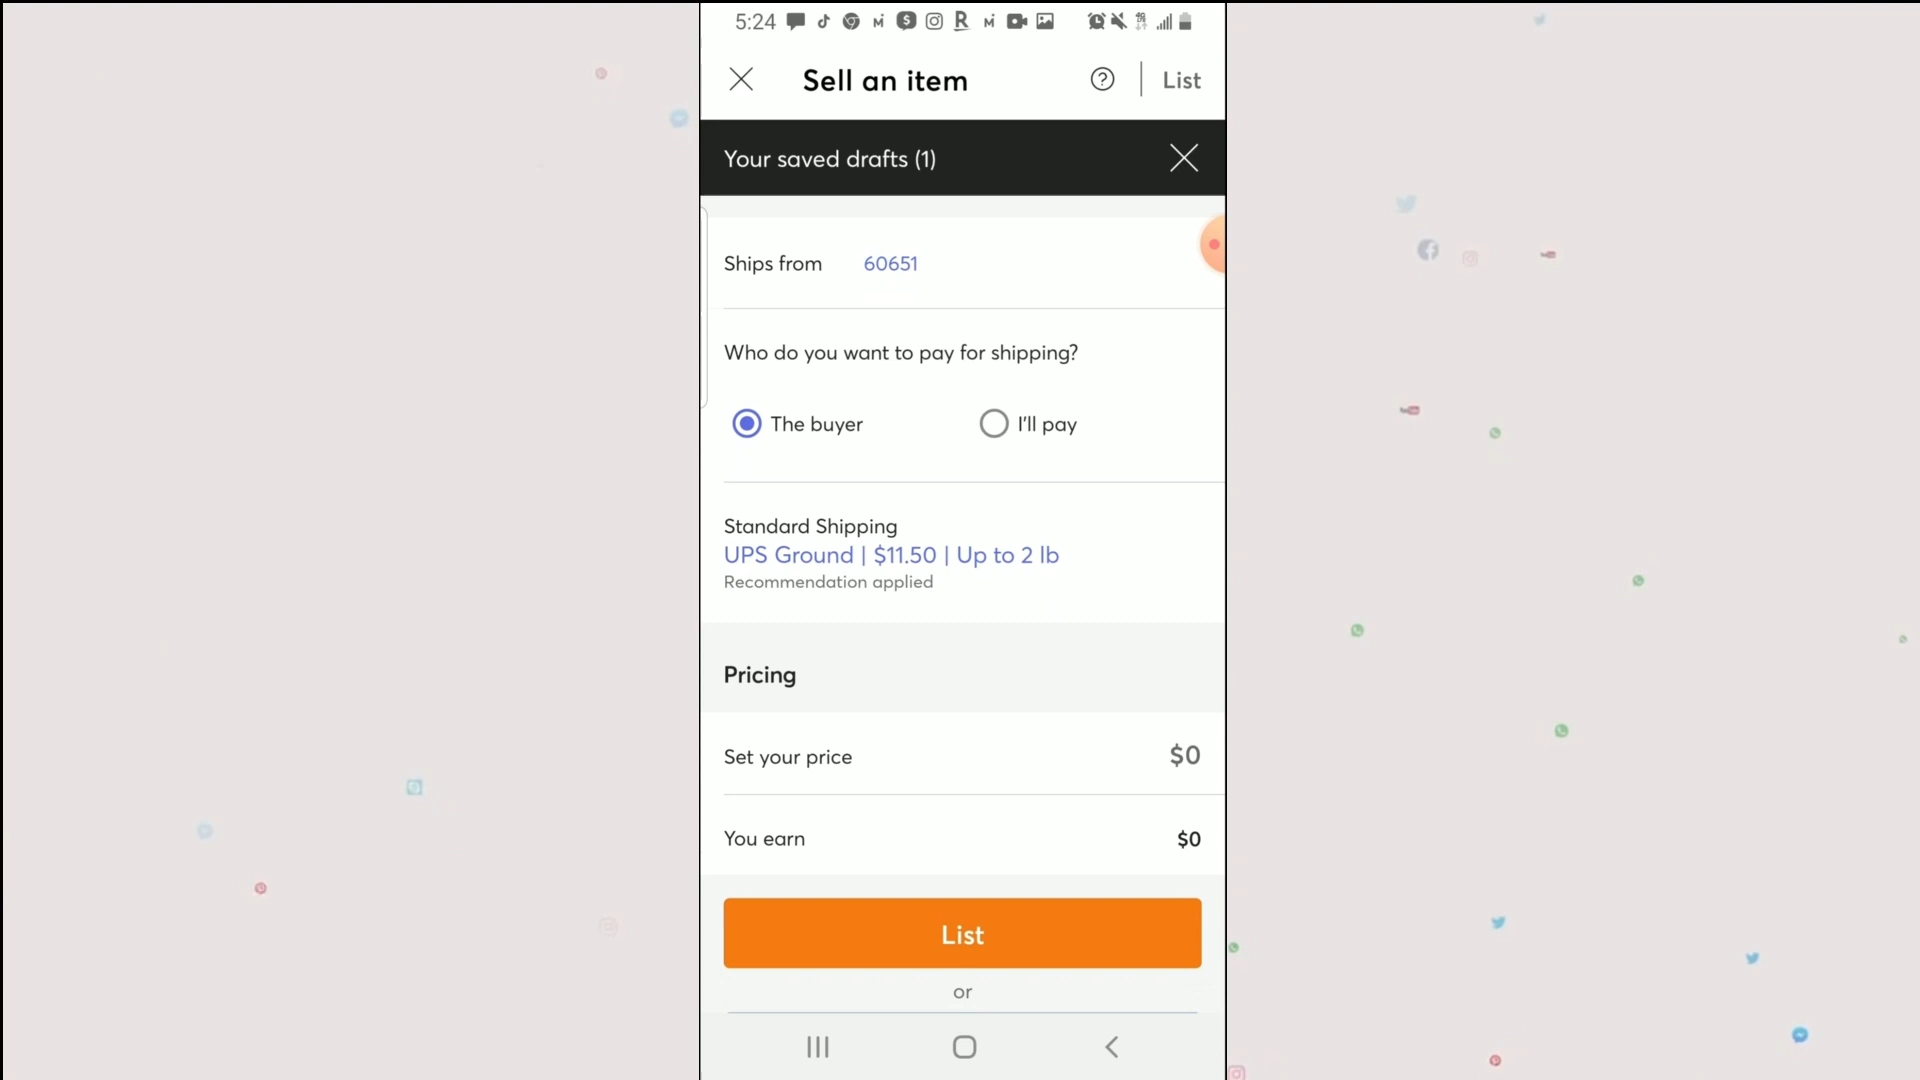 5:24
Sell an item
List
Your saved drafts (1)
Ships from 60651
Who do you want to pay for shipping?
The buyer
I'll pay
Standard Shipping
UPS Ground | $11.50 | Up to 2 lb
Recommendation applied
Pricing
Set your price $0
You earn $0
List
or